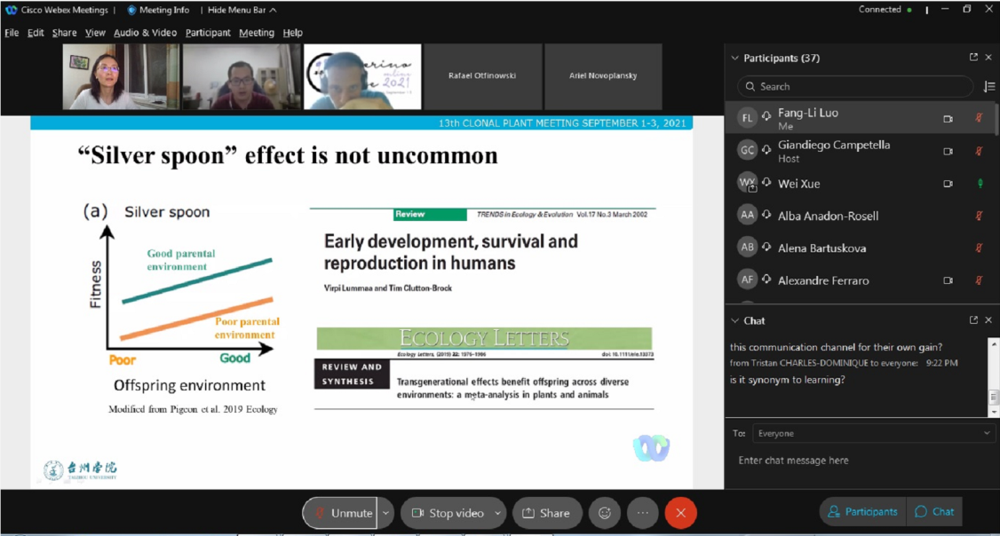 Cisco Webex Meetings | Meeting Info | Hide Menu Bar
Connected
File Edit Share View Audio & Video Participant Meeting Help
2021
Rafael Otfinowski
Ariel Novoplansky
13th CLONAL PLANT MEETING SEPTEMBER 1-3, 2021
“Silver spoon” effect is not uncommon
(a) Silver spoon
Good parental
environment
Fitness
Poor parental
environment
Poor
Good
Offspring environment
Modified from Pigeon et al. 2019 Ecology
Review
TRENDS in Ecology & Evolution Vol.17 No.3 March 2002
Early development, survival and
reproduction in humans
Virpi Lummaa and Tim Clutton-Brock
ECOLOGY LETTERS
Ecology Letters, (2019) 22: 1976–1986
doi: 10.1111/ele.13373
REVIEW AND
SYNTHESIS
Transgenerational effects benefit offspring across diverse
environments: a meta-analysis in plants and animals
台州学院
TAIZHOU UNIVERSITY
Participants (37)
Search
FL Fang-Li Luo
Me
GC Giandiego Campetella
Host
WX Wei Xue
AA Alba Anadon-Rosell
AB Alena Bartuskova
AF Alexandre Ferraro
Chat
this communication channel for their own gain?
from Tristan CHARLES-DOMINIQUE to everyone: 9:22 PM
is it synonym to learning?
To: Everyone
Enter chat message here
Unmute
Stop video
Share
Participants
Chat